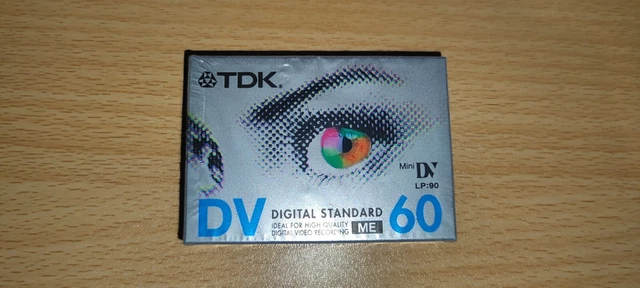 TDK®
Mini DV
LP:90
DV DIGITAL STANDARD 60
IDEAL FOR HIGH QUALITY
DIGITAL VIDEO RECORDING ME